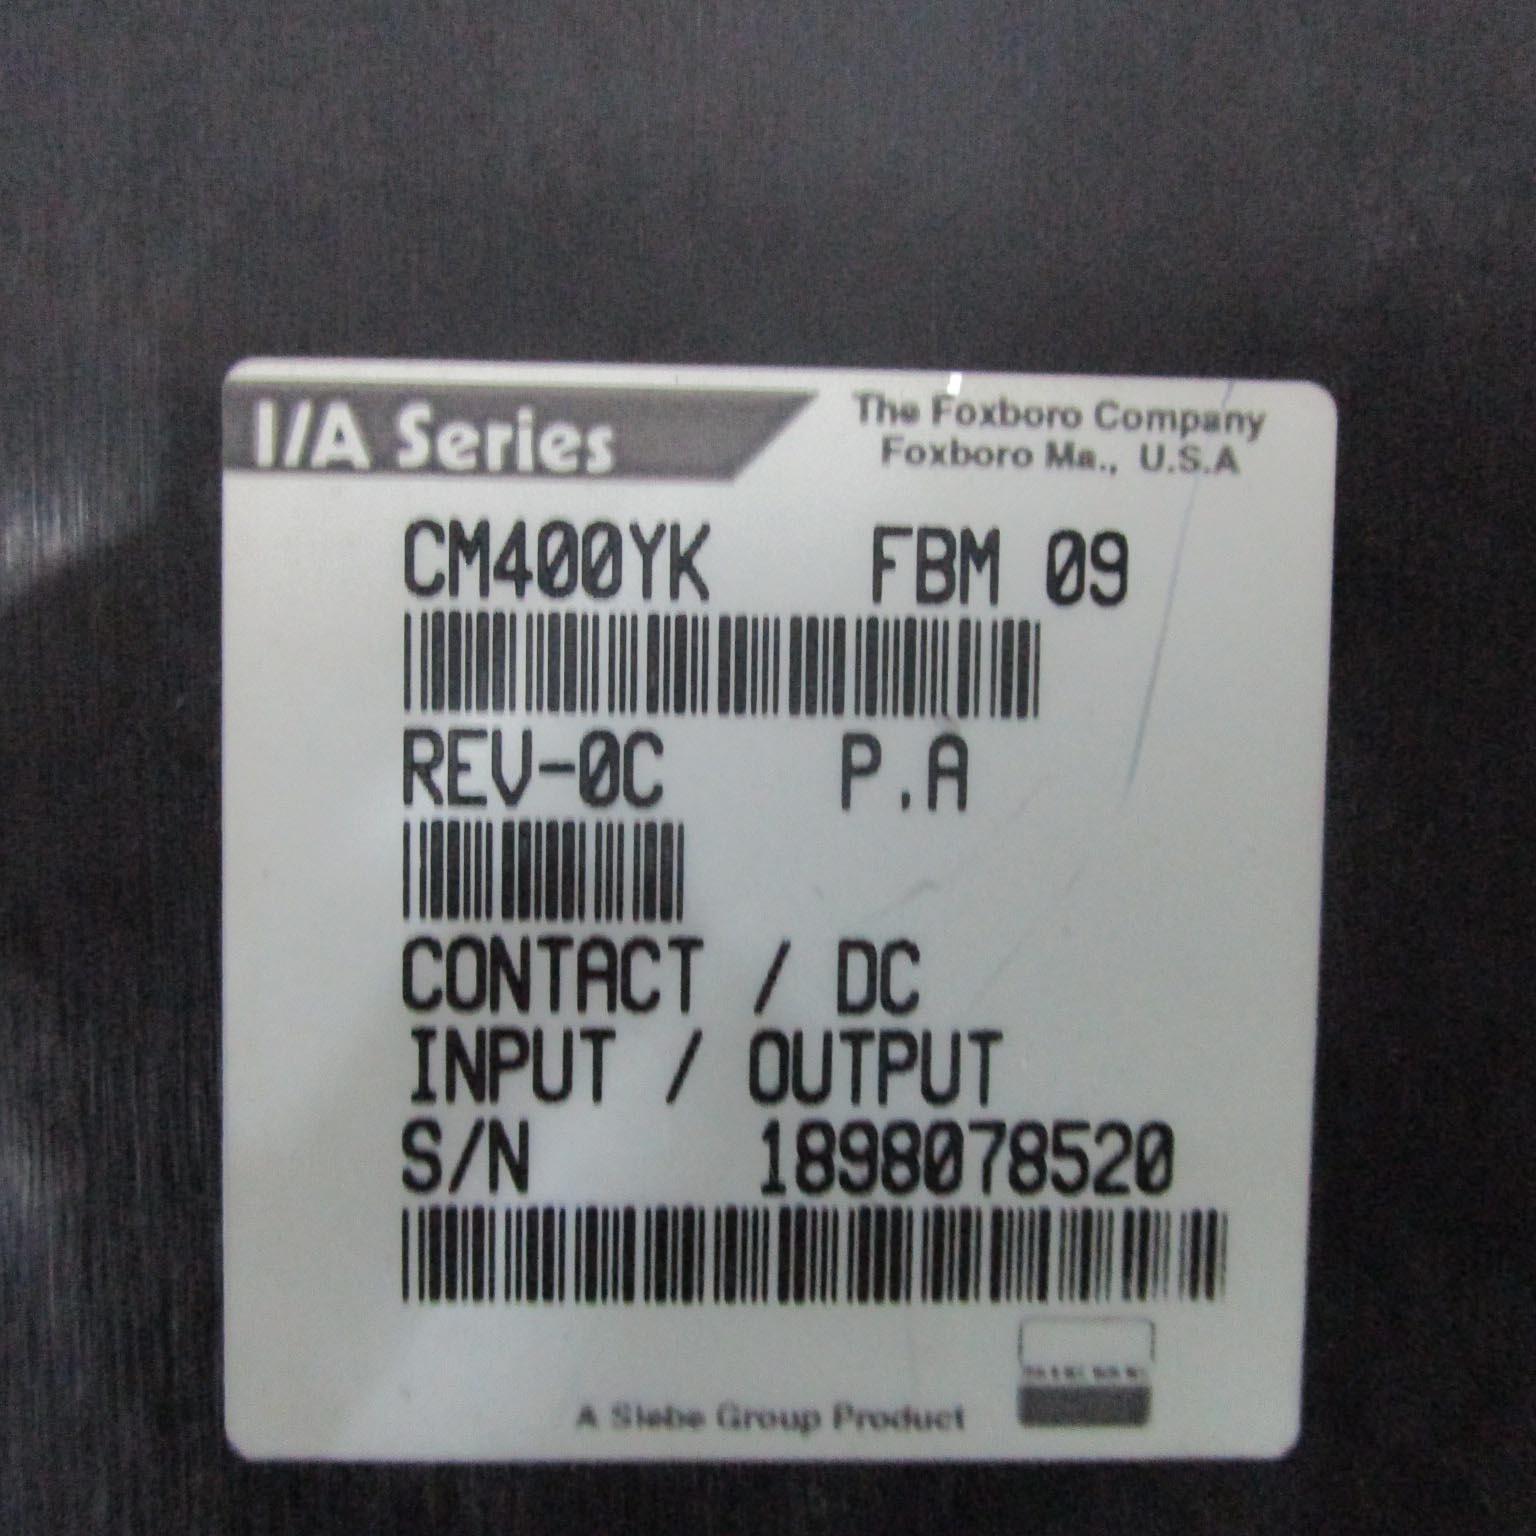 I/A Series
The Foxboro Company
Foxboro Ma., U.S.A
CM400YK FBM 09
REV-0C P.A
CONTACT / DC
INPUT / OUTPUT
S/N 1898078520
SIEBE
A Siebe Group Product